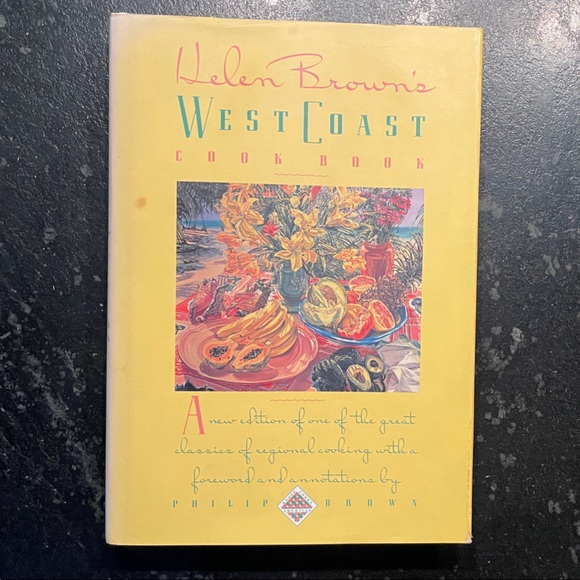 Helen Brown's
WEST COAST
COOK BOOK
A new edition of one of the great
classics of regional cooking with a
foreword and annotations by
PHILIP BROWN